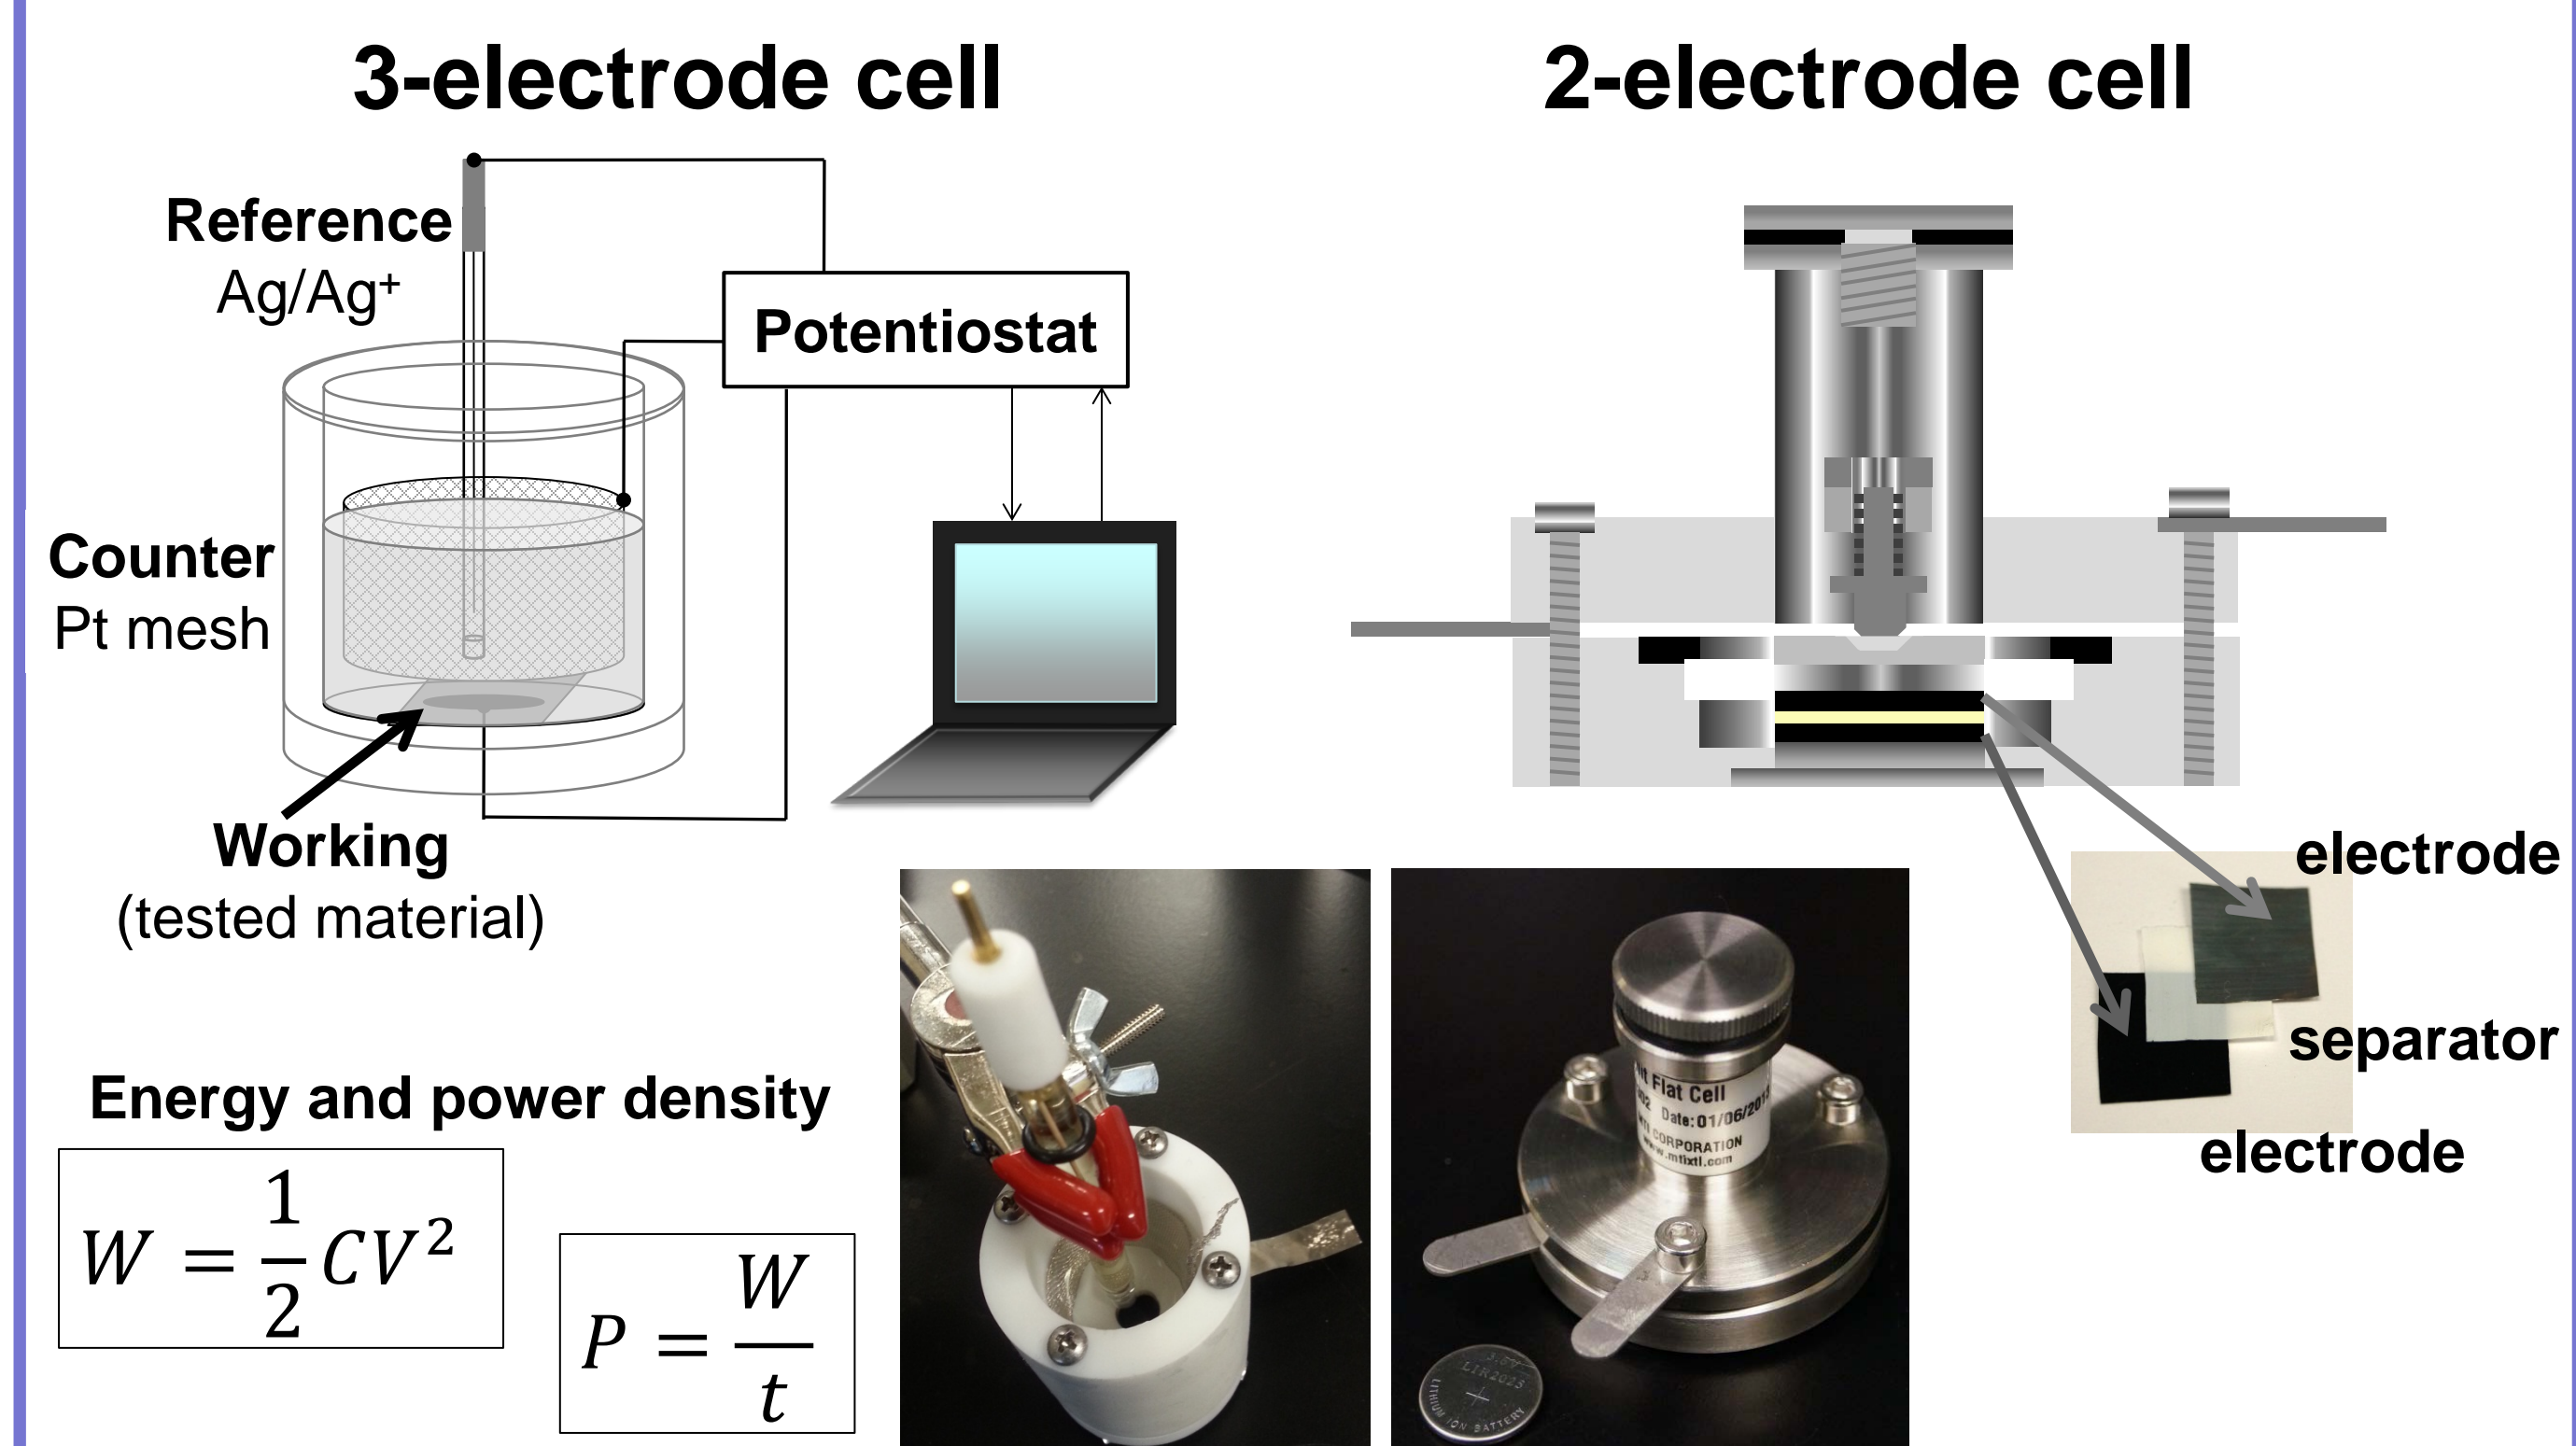 3-electrode cell
2-electrode cell
Reference
Ag/Ag⁺
Potentiostat
Counter
Pt mesh
Working
(tested material)
electrode
separator
electrode
Energy and power density
W = 1/2 CV²
P = W/t
Flat Cell
Date: 01/06/201
CORPORATION
www.mtixtl.com
LIR2023
LITHIUM ION BATTERY